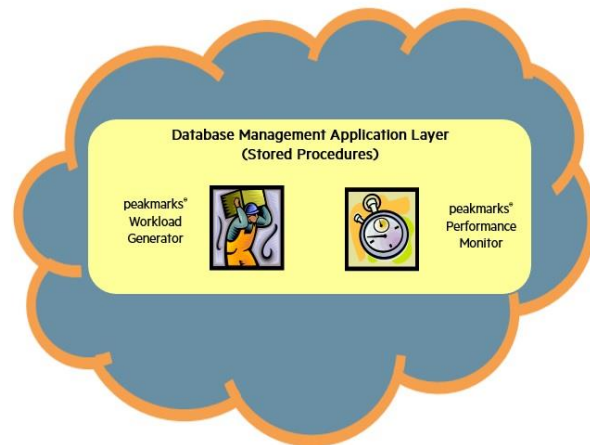 Database Management Application Layer
(Stored Procedures)
peakmarks®
Workload
Generator
peakmarks®
Performance
Monitor